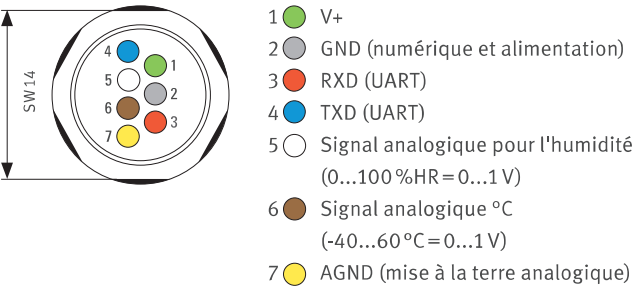 SW14
4
5
6
7
1
2
3
1 V+
2 GND (numérique et alimentation)
3 RXD (UART)
4 TXD (UART)
5 Signal analogique pour l'humidité
(0...100 %HR = 0...1 V)
6 Signal analogique °C
(-40...60 °C = 0...1 V)
7 AGND (mise à la terre analogique)